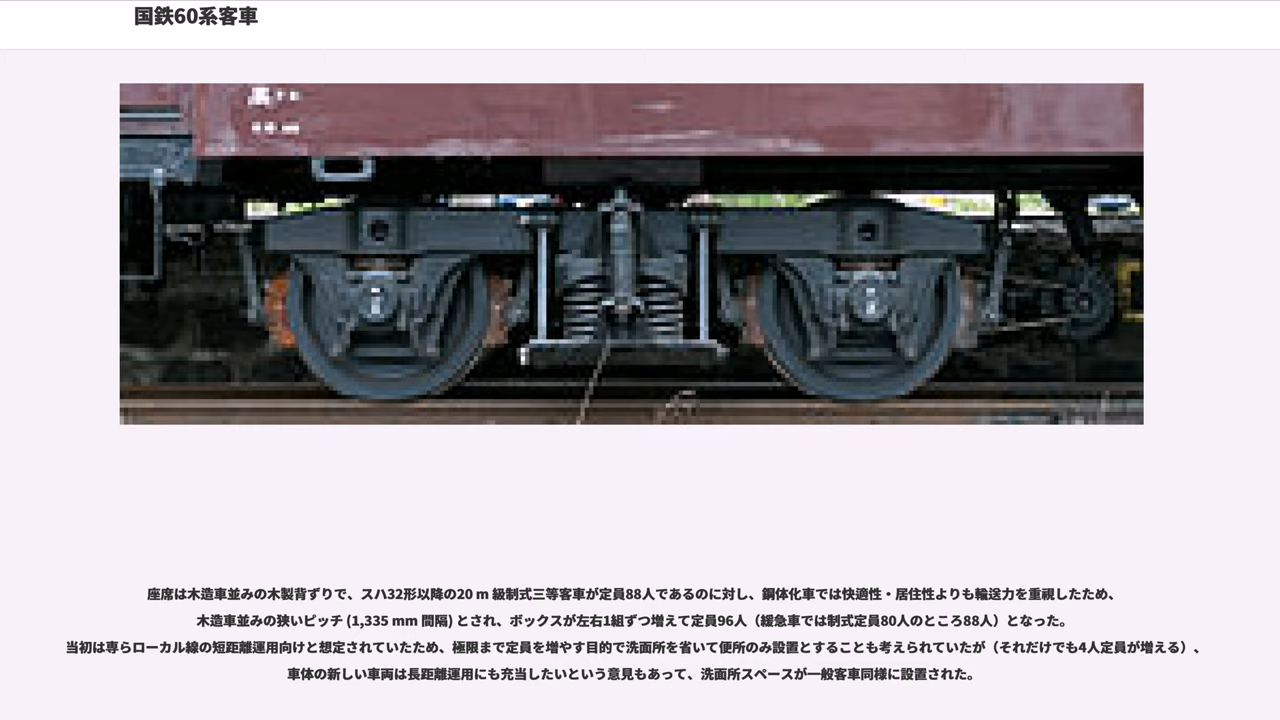 国鉄60系客車
座席は木造車並みの木製背ずりで、スハ32形以降の20 m 級制式三等客車が定員88人であるのに対し、鋼体化車では快適性・居住性よりも輸送力を重視したため、
木造車並みの狭いピッチ (1,335 mm 間隔) とされ、ボックスが左右1組ずつ増えて定員96人（緩急車では制式定員80人のところ88人）となった。
当初は専らローカル線の短距離運用向けと想定されていたため、極限まで定員を増やす目的で洗面所を省いて便所のみ設置とすることも考えられていたが（それだけでも4人定員が増える）、
車体の新しい車両は長距離運用にも充当したいという意見もあって、洗面所スペースが一般客車同様に設置された。